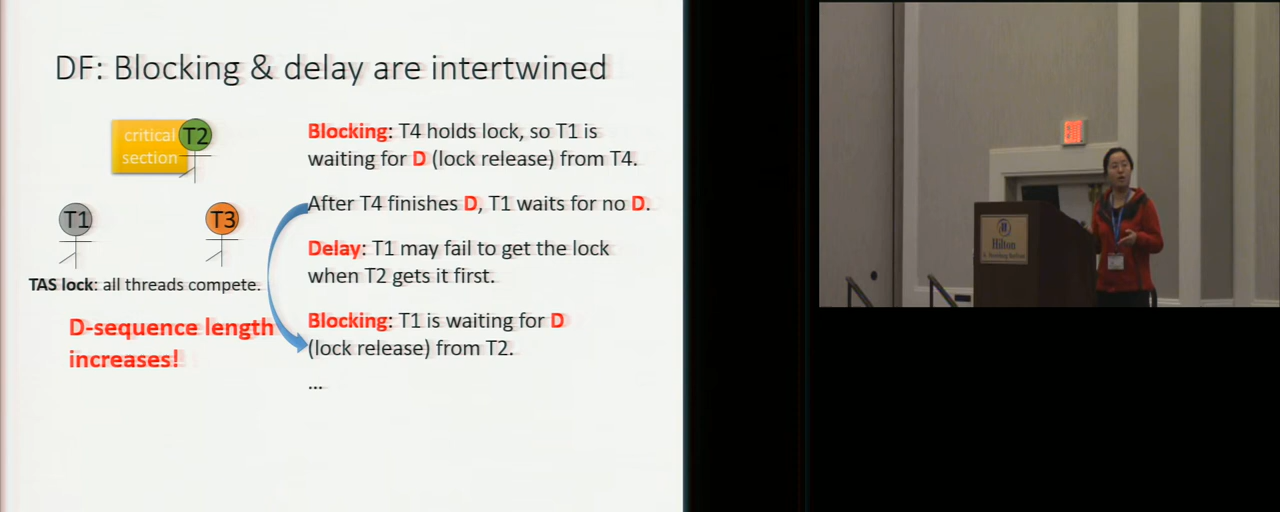 DF: Blocking & delay are intertwined
critical
section
T2
T1
T3
TAS lock: all threads compete.
D-sequence length
increases!
Blocking: T4 holds lock, so T1 is
waiting for D (lock release) from T4.
After T4 finishes D, T1 waits for no D.
Delay: T1 may fail to get the lock
when T2 gets it first.
Blocking: T1 is waiting for D
(lock release) from T2.
...
Hilton